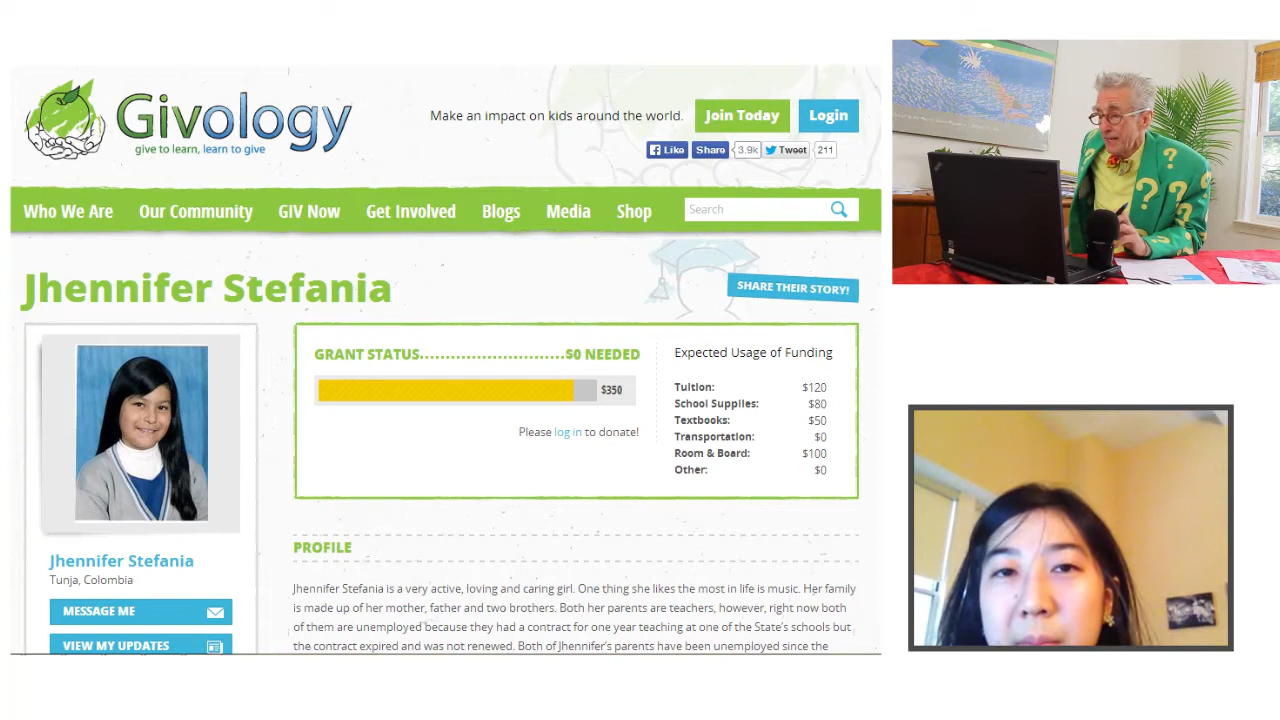 Givology
give to learn, learn to give
Make an impact on kids around the world.
Join Today
Login
Like
Share
3.9k
Tweet
211
Who We Are
Our Community
GIV Now
Get Involved
Blogs
Media
Shop
Search
Jhennifer Stefania
SHARE THEIR STORY!
GRANT STATUS............................$0 NEEDED
$350
Please log in to donate!
Expected Usage of Funding
Tuition: $120
School Supplies: $80
Textbooks: $50
Transportation: $0
Room & Board: $100
Other: $0
Jhennifer Stefania
Tunja, Colombia
MESSAGE ME
VIEW MY UPDATES
PROFILE
Jhennifer Stefania is a very active, loving and caring girl. One thing she likes the most in life is music. Her family
is made up of her mother, father and two brothers. Both her parents are teachers, however, right now both
of them are unemployed because they had a contract for one year teaching at one of the State's schools but
the contract expired and was not renewed. Both of Jhennifer's parents have been unemployed since the
? ? ? ? ? ?